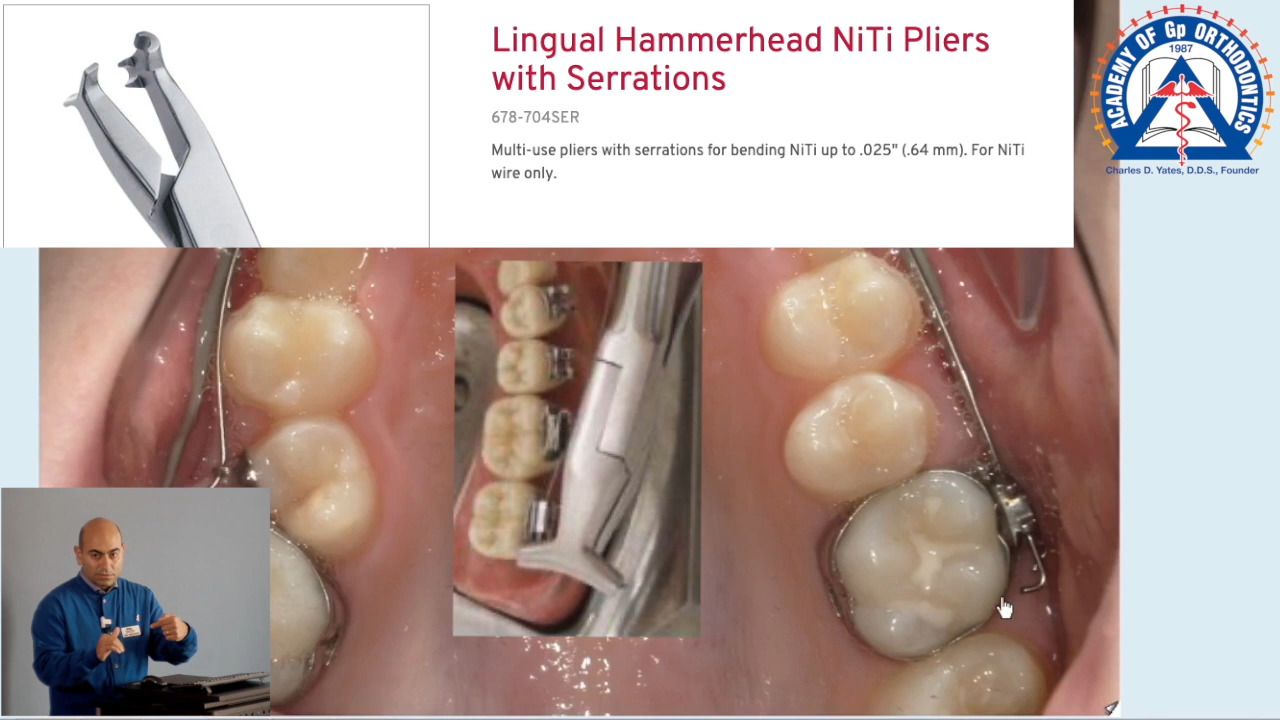 Lingual Hammerhead NiTi Pliers
with Serrations
678-704SER
Multi-use pliers with serrations for bending NiTi up to .025" (.64 mm). For NiTi
wire only.
ACADEMY OF Gp ORTHODONTICS
1987
Charles D. Yates, D.D.S., Founder